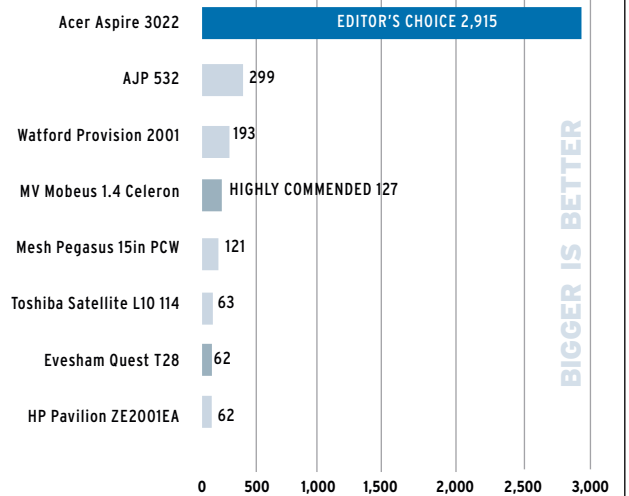 Acer Aspire 3022 EDITOR'S CHOICE 2,915
AJP 532 299
Watford Provision 2001 193
MV Mobeus 1.4 Celeron HIGHLY COMMENDED 127
Mesh Pegasus 15in PCW 121
Toshiba Satellite L10 114 63
Evesham Quest T28 62
HP Pavilion ZE2001EA 62
BIGGER IS BETTER
0 500 1,000 1,500 2,000 2,500 3,000